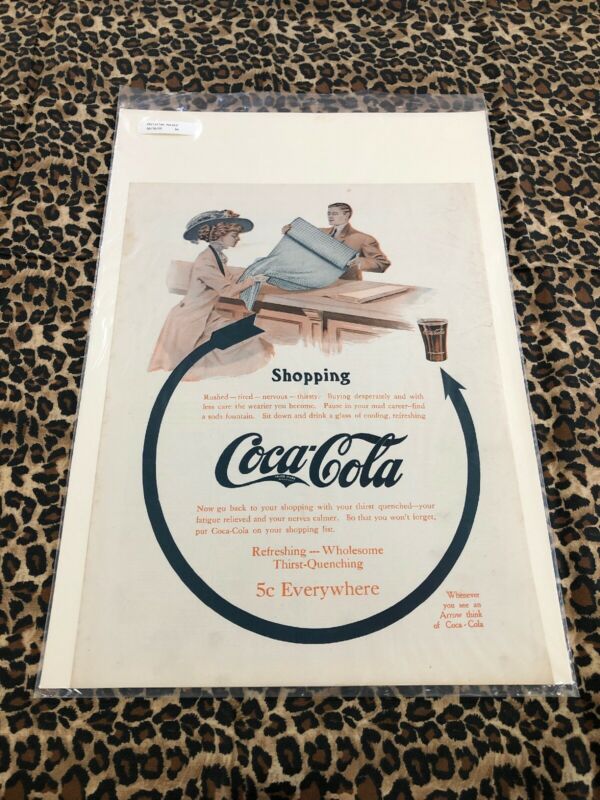 Shopping
Rushed—tired—nervous—thirsty. Buying desperately and with
less care the wearier you become. Pause in your mad career—find
a soda fountain. Sit down and drink a glass of cooling, refreshing
Coca-Cola
Now go back to your shopping with your thirst quenched—your
fatigue relieved and your nerves calmer. So that you won't forget,
put Coca-Cola on your shopping list.
Refreshing --- Wholesome
Thirst-Quenching
5c Everywhere
Whenever
you see an
Arrow think
of Coca-Cola